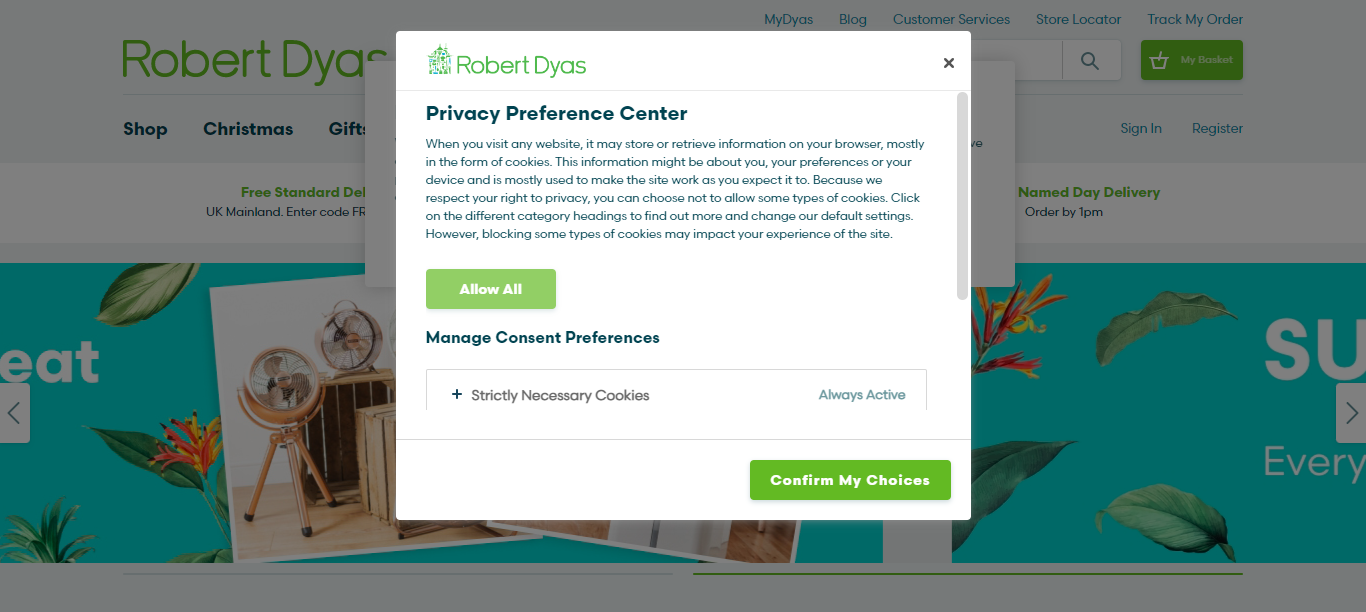 MyDyas Blog Customer Services Store Locator Track My Order
Robert Dyas
My Basket
Shop Christmas Gifts
Sign In Register
Free Standard Del
UK Mainland. Enter code FR
Named Day Delivery
Order by 1pm
eat
SU
Every
Robert Dyas
Privacy Preference Center
When you visit any website, it may store or retrieve information on your browser, mostly
in the form of cookies. This information might be about you, your preferences or your
device and is mostly used to make the site work as you expect it to. Because we
respect your right to privacy, you can choose not to allow some types of cookies. Click
on the different category headings to find out more and change our default settings.
However, blocking some types of cookies may impact your experience of the site.
Allow All
Manage Consent Preferences
Strictly Necessary Cookies Always Active
Confirm My Choices